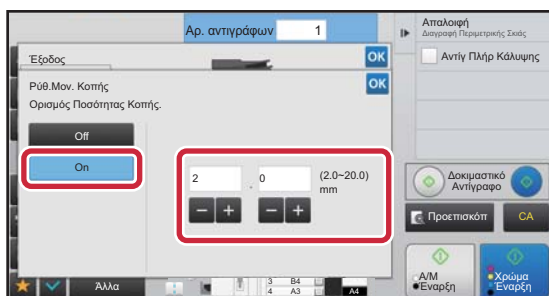 Αρ. αντιγράφων 1
Απαλοιφή
Διαγραφή Περιμετρικής Σκιάς
Έξοδος
OK
Αντίγ Πλήρ Κάλυψης
Ρύθ.Μον. Κοπής
OK
Ορισμός Ποσότητας Κοπής.
Off
On
2 . 0 (2.0~20.0)
mm
Δοκιμαστικό
Αντίγραφο
Προεπισκόπ
CA
Α/Μ
Έναρξη
Χρώμα
Έναρξη
Άλλα
3 B4
4 A3
A4